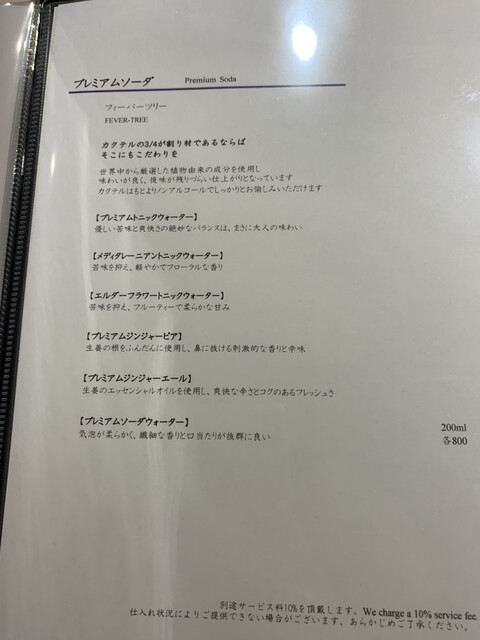 プレミアムソーダ Premium Soda
フィーバーツリー
FEVER-TREE
カクテルの3/4が割り材であるならば
そこにもこだわりを
世界中から厳選した植物由来の成分を使用し
味わいが良く、後味が残りづらい仕上がりとなっています
カクテルはもとよりノンアルコールでしっかりとお愉しみいただけます
【プレミアムトニックウォーター】
優しい苦味と爽快さの絶妙なバランスは、まさに大人の味わい
【メディタレーニアントニックウォーター】
苦味を抑え、軽やかでフローラルな香り
【エルダーフラワートニックウォーター】
苦味を抑え、フルーティーで柔らかな甘み
【プレミアムジンジャービア】
生姜の根をふんだんに使用し、鼻に抜ける刺激的な香りと辛味
【プレミアムジンジャーエール】
生姜のエッセンシャルオイルを使用し、爽快な辛さとコクのあるフレッシュさ
【プレミアムソーダウォーター】
気泡が柔らかく、繊細な香りと口当たりが抜群に良い
200ml
各800
別途サービス料10%を頂戴します。We charge a 10% service fee.
仕入れ状況によりご提供できない場合がございます、あらかじめご了承ください。